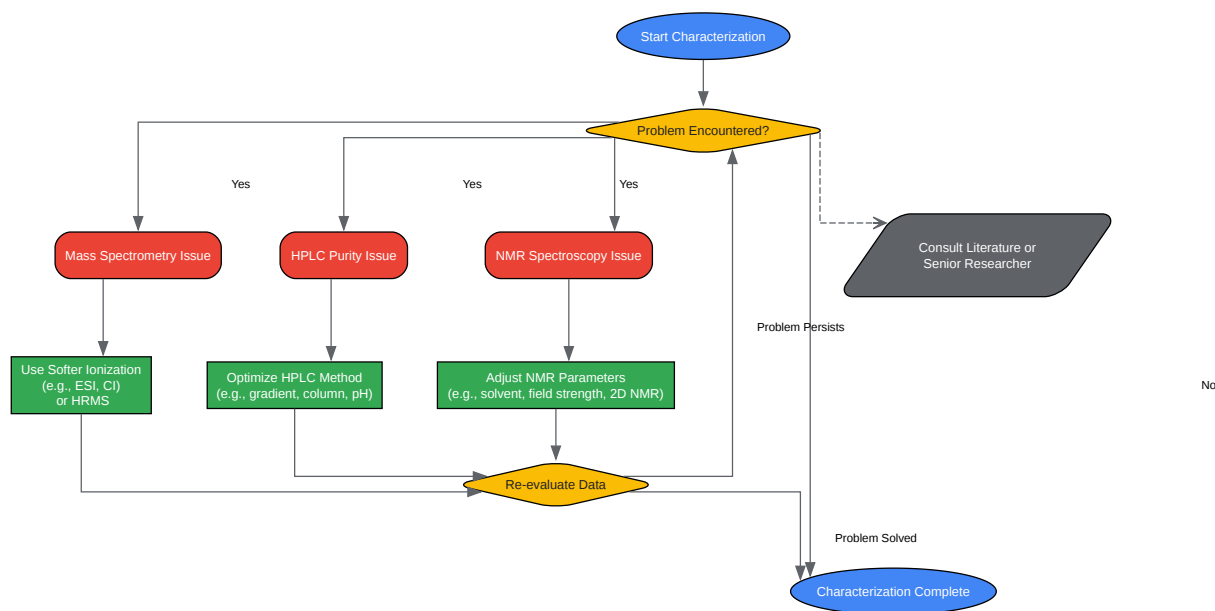 Start Characterization
Problem Encountered?
Yes
Yes
Yes
Mass Spectrometry Issue
HPLC Purity Issue
NMR Spectroscopy Issue
Consult Literature or
Senior Researcher
Problem Persists
Use Softer Ionization
(e.g., ESI, CI)
or HRMS
Optimize HPLC Method
(e.g., gradient, column, pH)
Adjust NMR Parameters
(e.g., solvent, field strength, 2D NMR)
No
Re-evaluate Data
Problem Solved
Characterization Complete